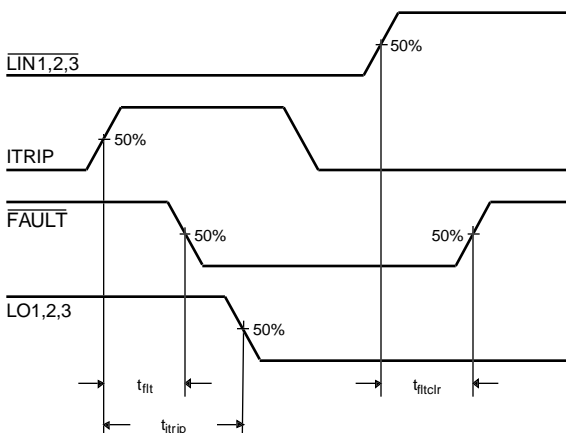 LIN1,2,3
50%
50%
ITRIP
FAULT
50%
50%
LO1,2,3
50%
tflt
tfltclr
titrip